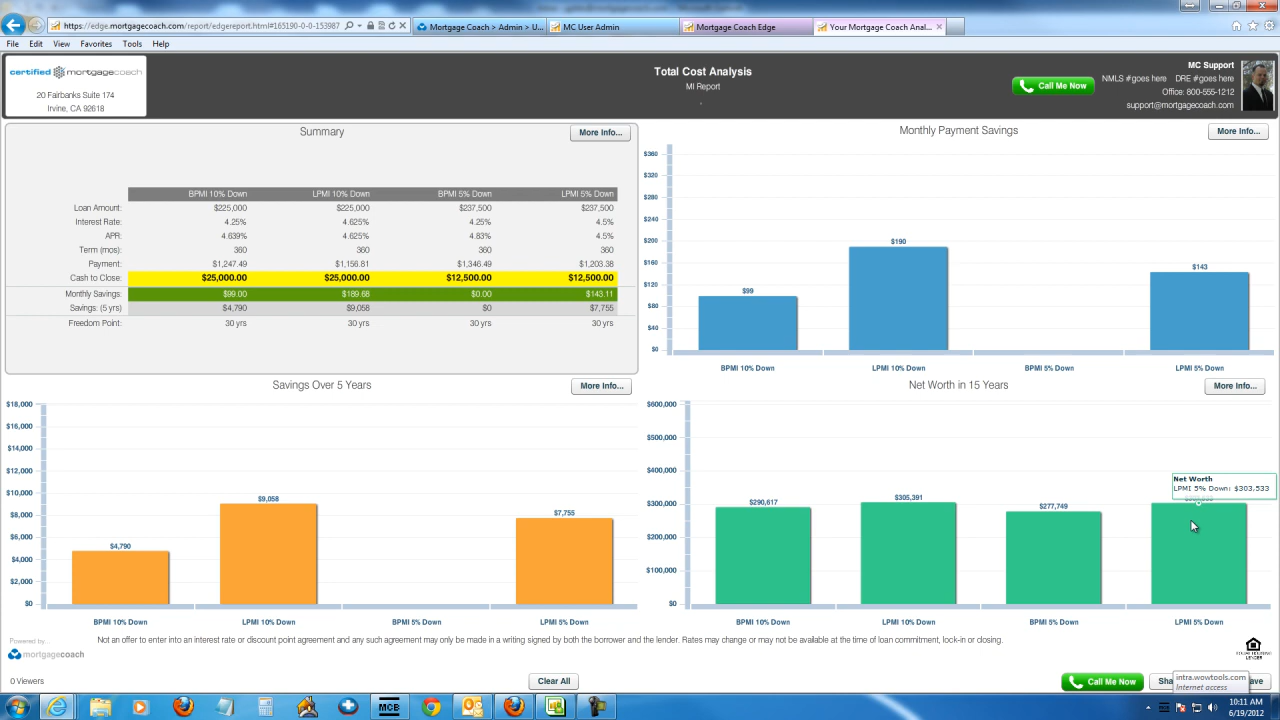 https://edge.mortgagecoach.com/report/edgereport.html#165190-0-0-153987
Mortgage Coach > Admin > U...
MC User Admin
Mortgage Coach Edge
Your Mortgage Coach Anal...
File Edit View Favorites Tools Help
certified mortgagecoach
20 Fairbanks Suite 174
Irvine, CA 92618
Total Cost Analysis
MI Report
Call Me Now
MC Support
NMLS #goes here DRE #goes here
Office: 800-555-1212
support@mortgagecoach.com
Summary
More Info...
BPMI 10% Down LPMI 10% Down BPMI 5% Down LPMI 5% Down
Loan Amount: $225,000 $225,000 $237,500 $237,500
Interest Rate: 4.25% 4.625% 4.25% 4.5%
APR: 4.639% 4.625% 4.83% 4.5%
Term (mos): 360 360 360 360
Payment: $1,247.49 $1,156.81 $1,346.49 $1,203.38
Cash to Close: $25,000.00 $25,000.00 $12,500.00 $12,500.00
Monthly Savings: $99.00 $189.68 $0.00 $143.11
Savings: (5 yrs) $4,790 $9,058 $0 $7,755
Freedom Point: 30 yrs 30 yrs 30 yrs 30 yrs
Monthly Payment Savings
More Info...
$360
$320
$280
$240
$200
$160
$120
$80
$40
$0
$99
$190
$143
BPMI 10% Down LPMI 10% Down BPMI 5% Down LPMI 5% Down
Savings Over 5 Years
More Info...
$18,000
$16,000
$14,000
$12,000
$10,000
$8,000
$6,000
$4,000
$2,000
$0
$4,790
$9,058
$7,755
BPMI 10% Down LPMI 10% Down BPMI 5% Down LPMI 5% Down
Net Worth in 15 Years
More Info...
$600,000
$500,000
$400,000
$300,000
$200,000
$100,000
$0
$290,617
$305,391
$277,749
Net Worth
LPMI 5% Down: $303,533
BPMI 10% Down LPMI 10% Down BPMI 5% Down LPMI 5% Down
Powered by...
mortgagecoach
Not an offer to enter into an interest rate or discount point agreement and any such agreement may only be made in a writing signed by both the borrower and the lender. Rates may change or may not be available at the time of loan commitment, lock-in or closing.
0 Viewers
Clear All
Call Me Now
intra.wowtools.com
Internet access
MCB
10:11 AM
6/19/2012